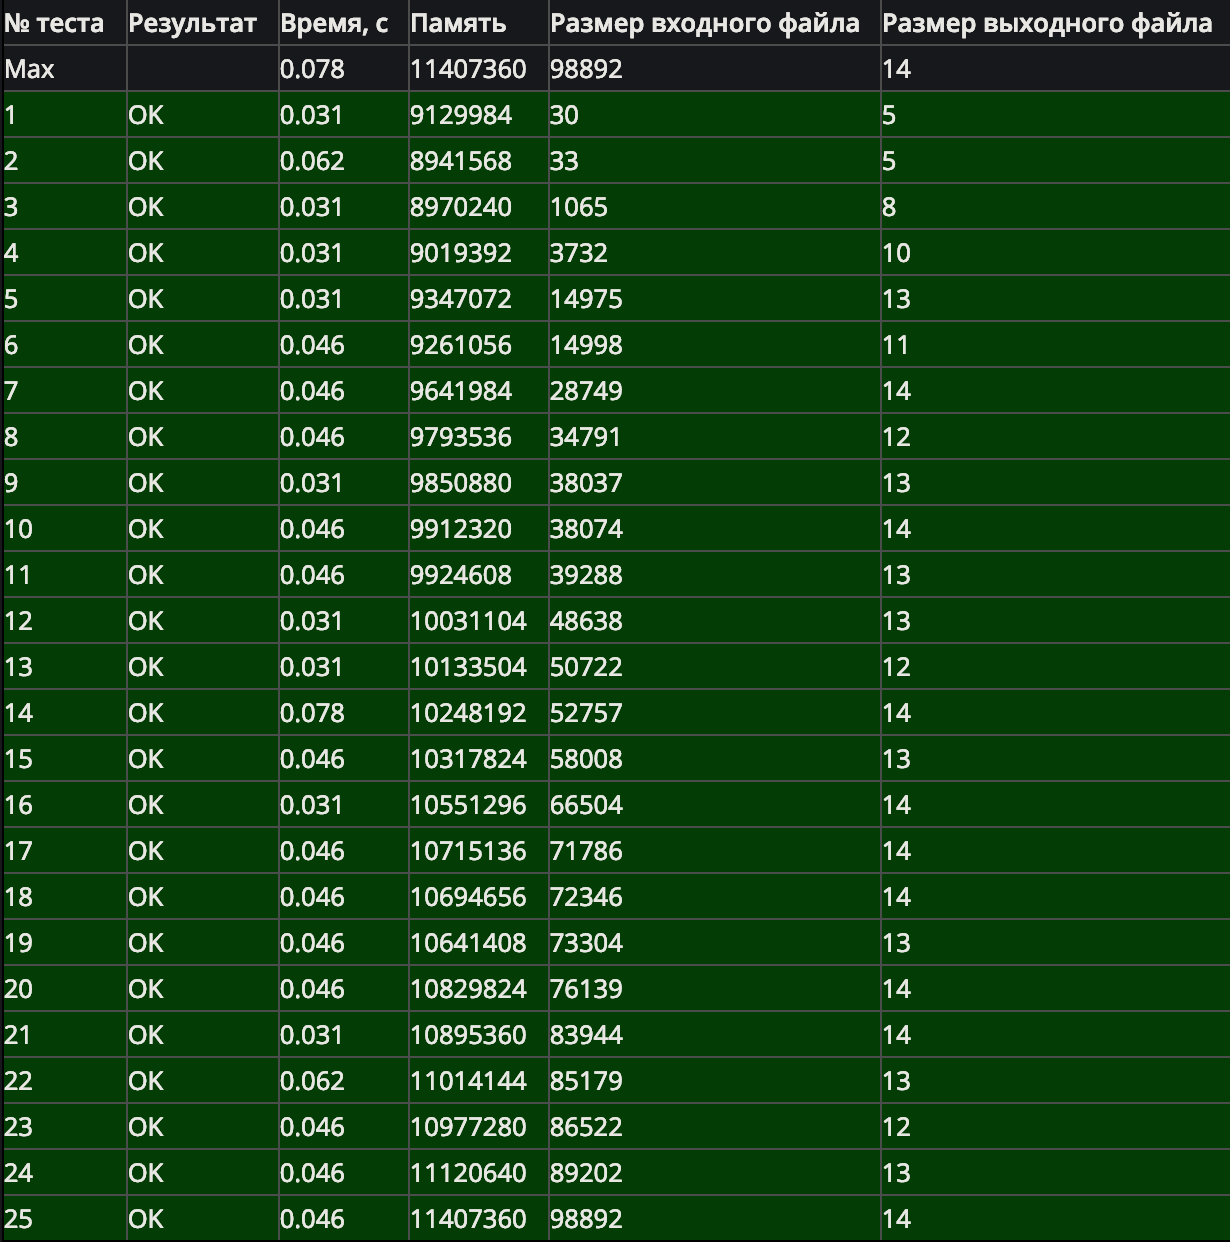 № теста Результат Время, с Память Размер входного файла Размер выходного файла
Max 0.078 11407360 98892 14
1 OK 0.031 9129984 30 5
2 OK 0.062 8941568 33 5
3 OK 0.031 8970240 1065 8
4 OK 0.031 9019392 3732 10
5 OK 0.031 9347072 14975 13
6 OK 0.046 9261056 14998 11
7 OK 0.046 9641984 28749 14
8 OK 0.046 9793536 34791 12
9 OK 0.031 9850880 38037 13
10 OK 0.046 9912320 38074 14
11 OK 0.046 9924608 39288 13
12 OK 0.031 10031104 48638 13
13 OK 0.031 10133504 50722 12
14 OK 0.078 10248192 52757 14
15 OK 0.046 10317824 58008 13
16 OK 0.031 10551296 66504 14
17 OK 0.046 10715136 71786 14
18 OK 0.046 10694656 72346 14
19 OK 0.046 10641408 73304 13
20 OK 0.046 10829824 76139 14
21 OK 0.031 10895360 83944 14
22 OK 0.062 11014144 85179 13
23 OK 0.046 10977280 86522 12
24 OK 0.046 11120640 89202 13
25 OK 0.046 11407360 98892 14